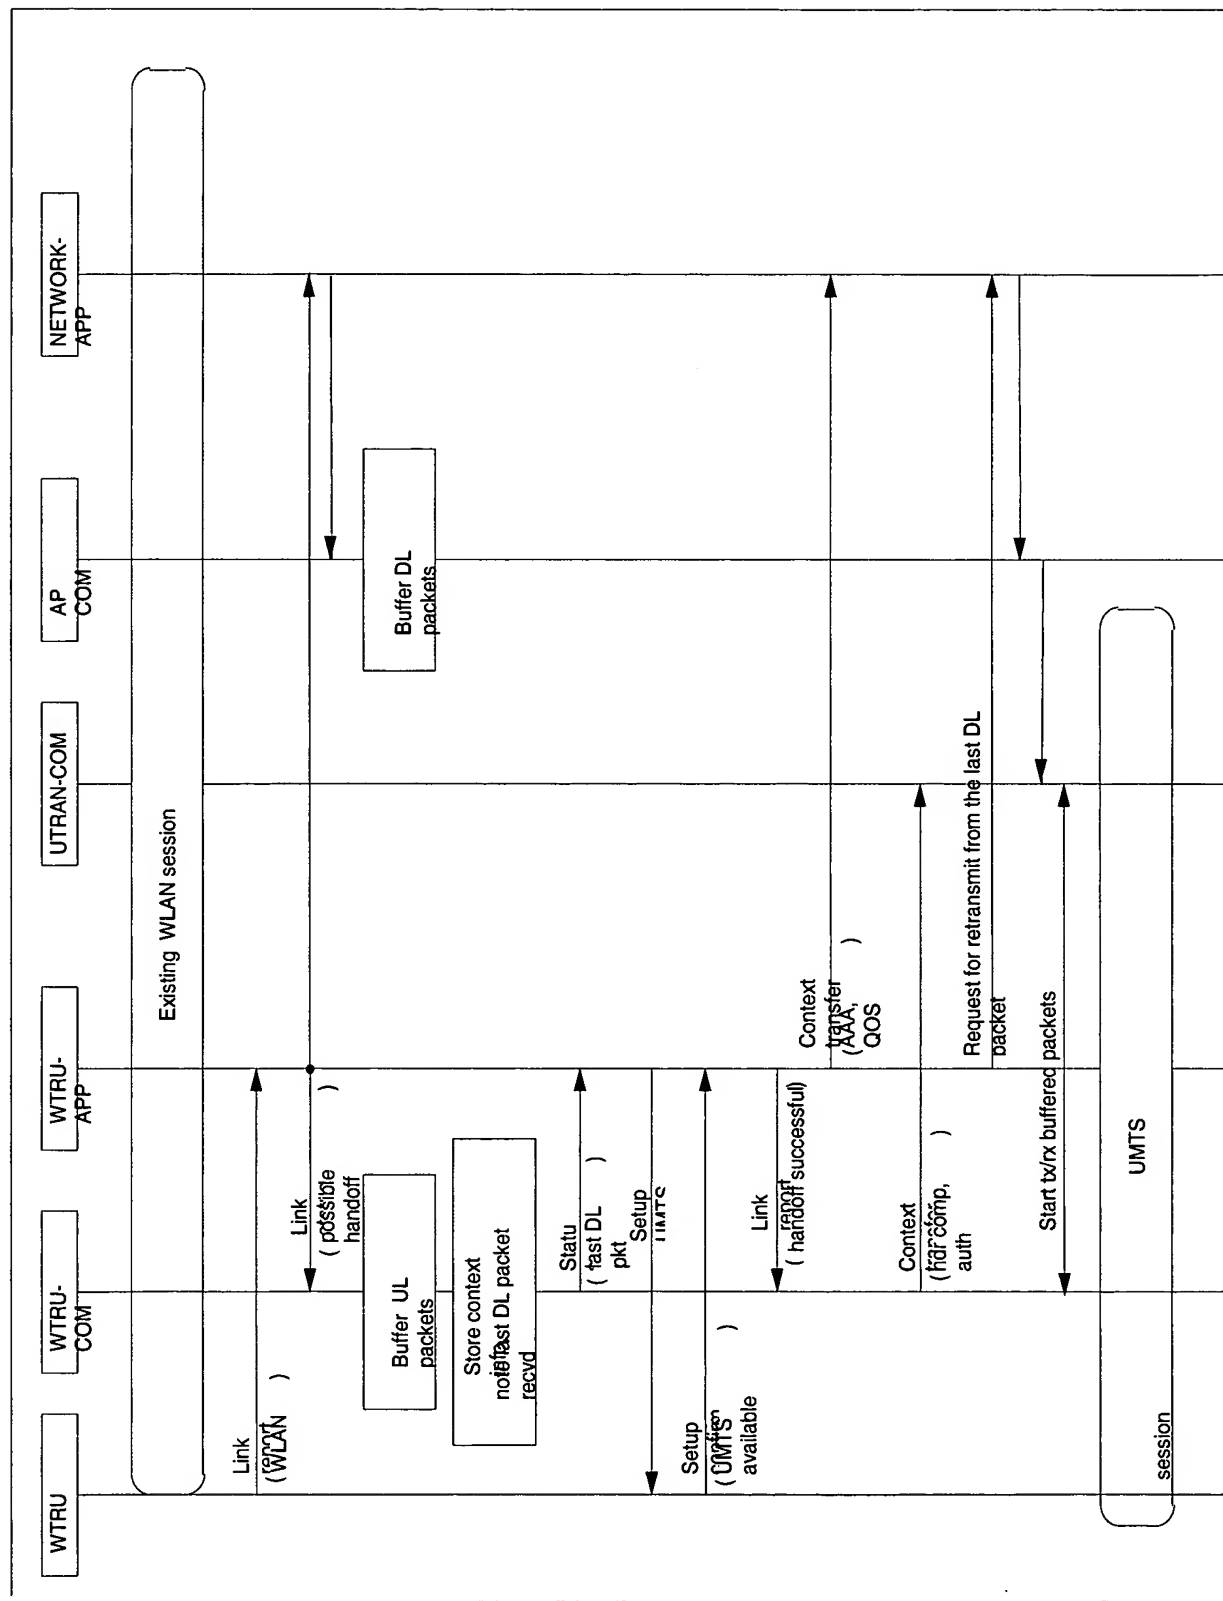 WTRU
WTRU-
COM
WTRU-
APP
UTRAN-COM
AP
COM
NETWORK-
APP
Existing WLAN session
Link
report
(WLAN )
Link
(possible
handoff )
Buffer UL
packets
Buffer DL
packets
Store context
info,
note last DL packet
recvd
Statu
( last DL
pkt )
Setup
UMTS
Setup
confirm
( UMTS
available )
Link
report
( handoff successful)
Context
transfer
(AAA,
QOS )
Context
transfer
(hdr comp,
auth )
Request for retransmit from the last DL
packet
Start tx/rx buffered packets
UMTS
session